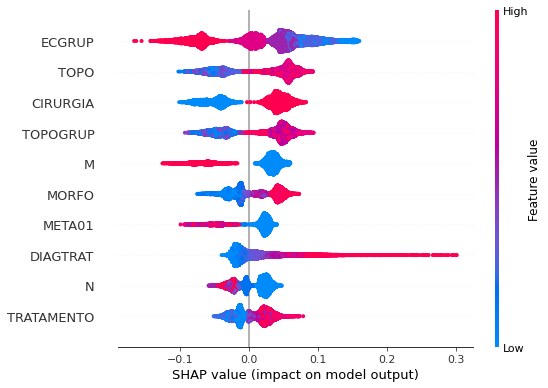 High
ECGRUP
TOPO
CIRURGIA
TOPOGRUP
M
MORFO
META01
DIAGTRAT
N
TRATAMENTO
Feature value
Low
−0.1 0.0 0.1 0.2 0.3
SHAP value (impact on model output)